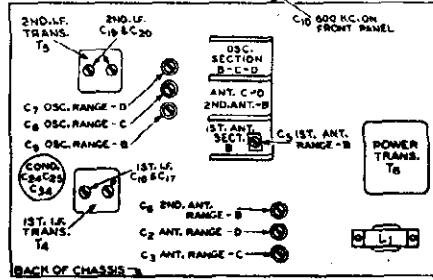 C10 600 K.C. ON
FRONT PANEL
2ND. I.F.
TRANS.
T5
2ND. I.F.
C19 & C20
OSC.
SECTION
B-C-D
C7 OSC. RANGE-D
C8 OSC. RANGE-C
C9 OSC. RANGE-B
ANT. C-D
2ND. ANT.-B
1ST. ANT.
SECT.
B
C5 1ST. ANT.
RANGE-B
POWER
TRANS.
T6
COND.
C24 C25
C34
1ST. I.F.
C16 & C17
1ST. I.F.
TRANS.
T4
C6 2ND. ANT.
RANGE-B
C2 ANT. RANGE-D
C3 ANT. RANGE-C
L1
BACK OF CHASSIS